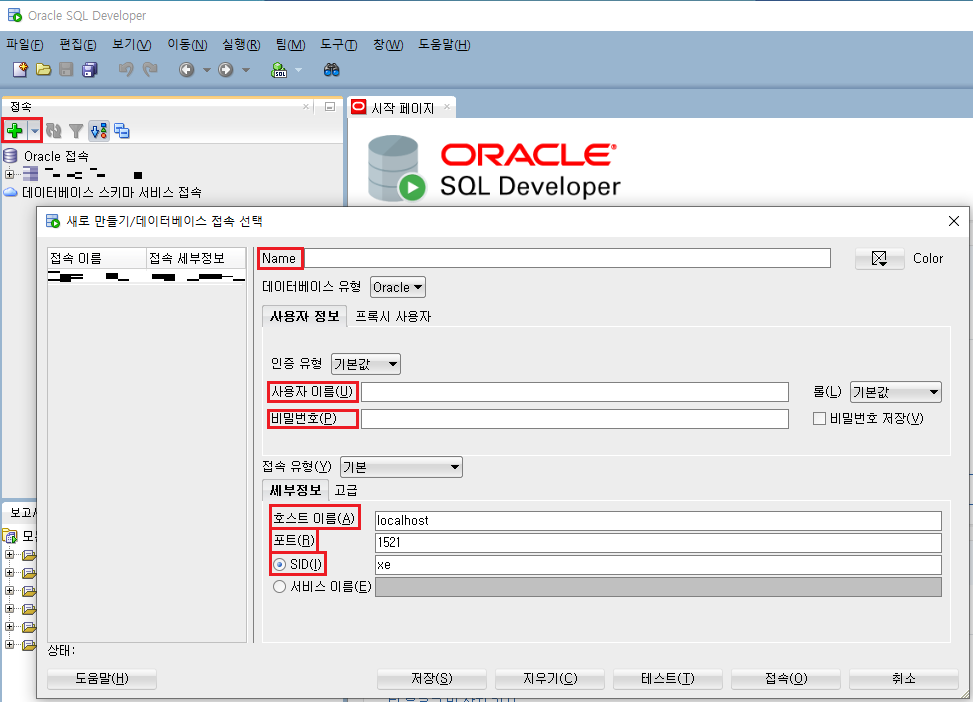 Oracle SQL Developer
파일(F) 편집(E) 보기(V) 이동(N) 실행(R) 팀(M) 도구(T) 창(W) 도움말(H)
SQL
접속
시작 페이지
Oracle 접속
데이터베이스 스키마 서비스 접속
ORACLE
SQL Developer
새로 만들기/데이터베이스 접속 선택
접속 이름 접속 세부정보
Name
Color
데이터베이스 유형 Oracle
사용자 정보 프록시 사용자
인증 유형 기본값
사용자 이름(U)
롤(L) 기본값
비밀번호(P)
비밀번호 저장(V)
접속 유형(Y) 기본
세부정보 고급
호스트 이름(A) localhost
포트(R) 1521
SID(I) xe
서비스 이름(E)
보고서
모든
상태:
도움말(H) 저장(S) 지우기(C) 테스트(T) 접속(O) 취소